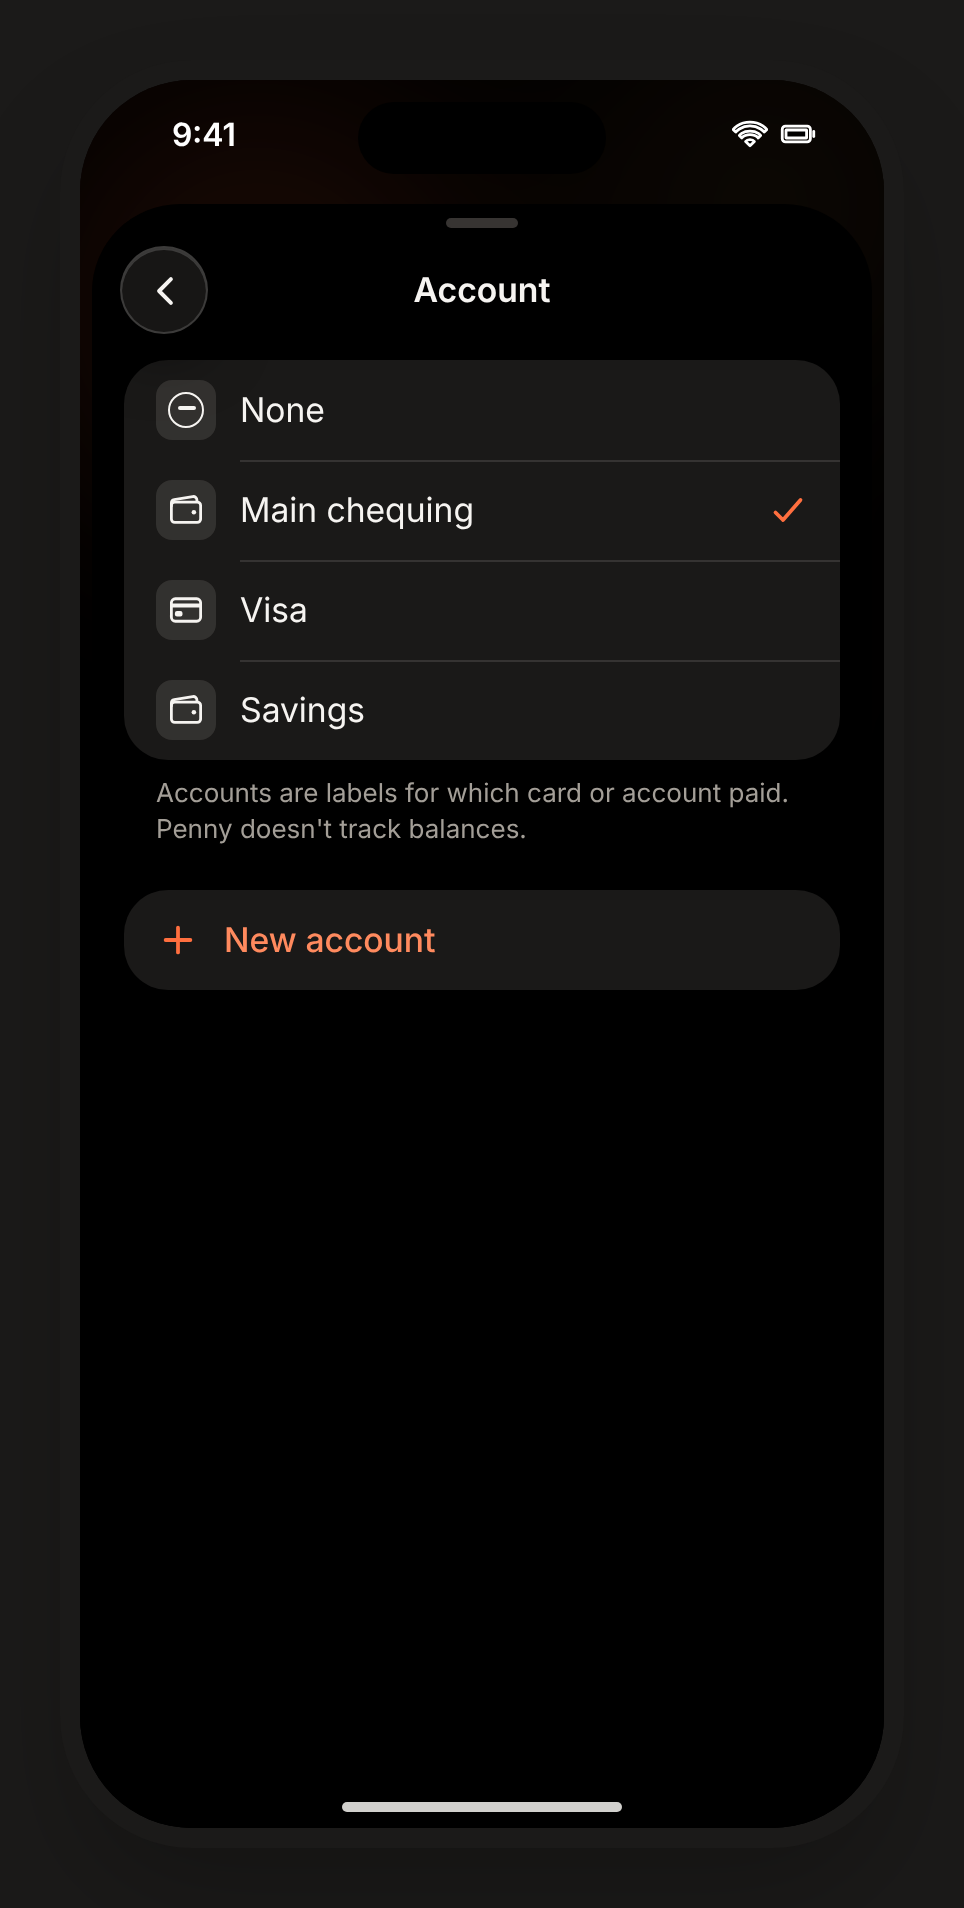 9:41
Account
None
Main chequing
Visa
Savings
Accounts are labels for which card or account paid.
Penny doesn't track balances.
New account